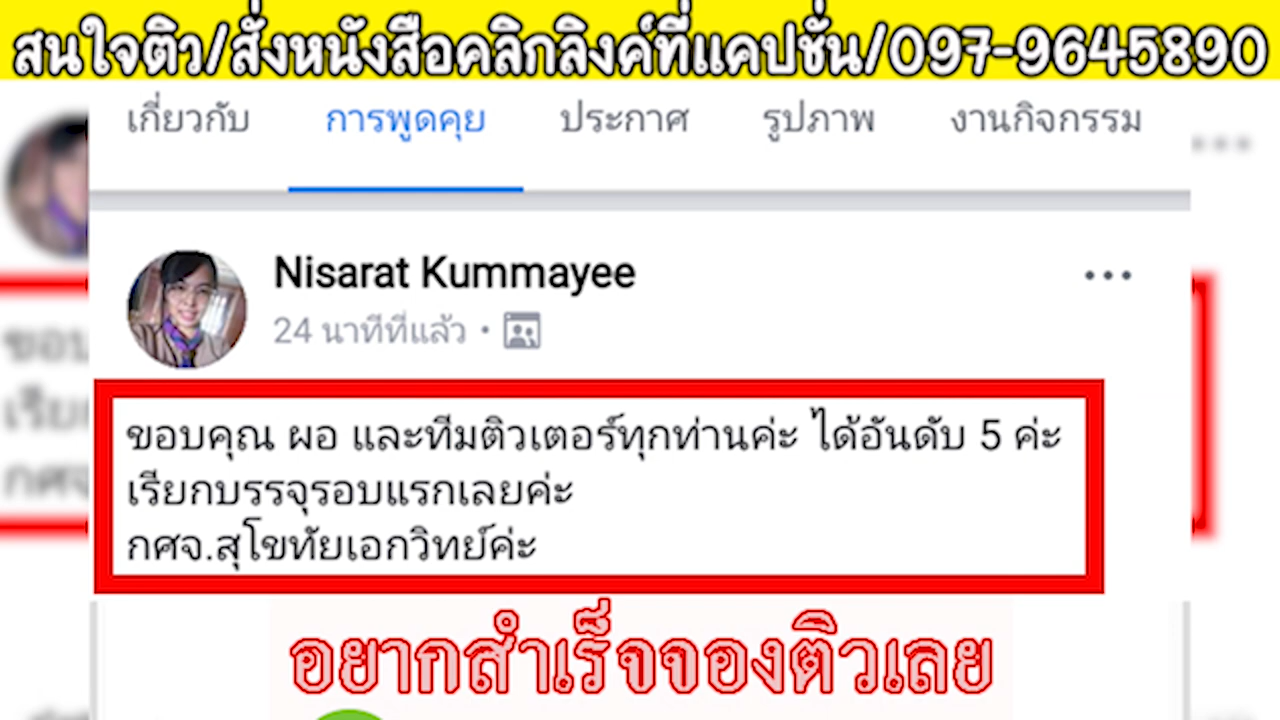 สนใจติว/สั่งหนังสือคลิกลิงค์ที่แคปชั่น/097-9645890
เกี่ยวกับ การพูดคุย ประกาศ รูปภาพ งานกิจกรรม
Nisarat Kummayee
24 นาทีที่แล้ว
ขอบคุณ ผอ และทีมติวเตอร์ทุกท่านค่ะ ได้อันดับ 5 ค่ะ
เรียกบรรจุรอบแรกเลยค่ะ
กศจ.สุโขทัยเอกวิทย์ค่ะ
อยากสำเร็จจองติวเลย